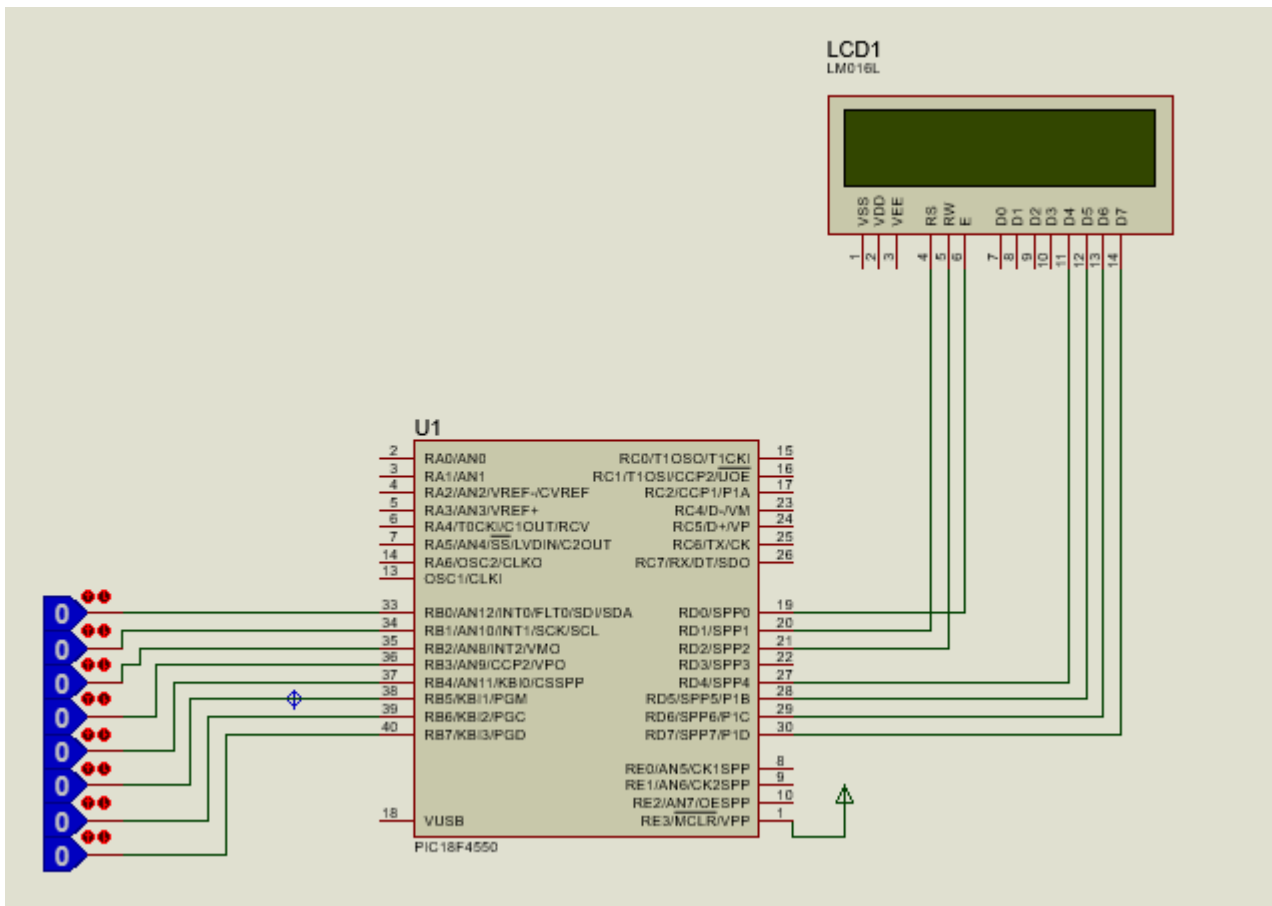 LCD1
LM016L
VSS VDD VEE RS RW E D0 D1 D2 D3 D4 D5 D6 D7
1 2 3 4 5 6 7 8 9 10 11 12 13 14
U1
2 RA0/AN0 RC0/T1OSO/T1CKI 15
3 RA1/AN1 RC1/T1OSI/CCP2/UOE 16
4 RA2/AN2/VREF-/CVREF RC2/CCP1/P1A 17
5 RA3/AN3/VREF+ RC4/D-/VM 23
6 RA4/T0CKI/C1OUT/RCV RC5/D+/VP 24
7 RA5/AN4/SS/LVDIN/C2OUT RC6/TX/CK 25
14 RA6/OSC2/CLKO RC7/RX/DT/SDO 26
13 OSC1/CLKI
0 33 RB0/AN12/INT0/FLT0/SDI/SDA RD0/SPP0 19
0 34 RB1/AN10/INT1/SCK/SCL RD1/SPP1 20
0 35 RB2/AN8/INT2/VMO RD2/SPP2 21
0 36 RB3/AN9/CCP2/VPO RD3/SPP3 22
0 37 RB4/AN11/KBI0/CSSPP RD4/SPP4 27
0 38 RB5/KBI1/PGM RD5/SPP5/P1B 28
0 39 RB6/KBI2/PGC RD6/SPP6/P1C 29
0 40 RB7/KBI3/PGD RD7/SPP7/P1D 30
RE0/AN5/CK1SPP 8
RE1/AN6/CK2SPP 9
RE2/AN7/OESPP 10
18 VUSB RE3/MCLR/VPP 1
PIC18F4550